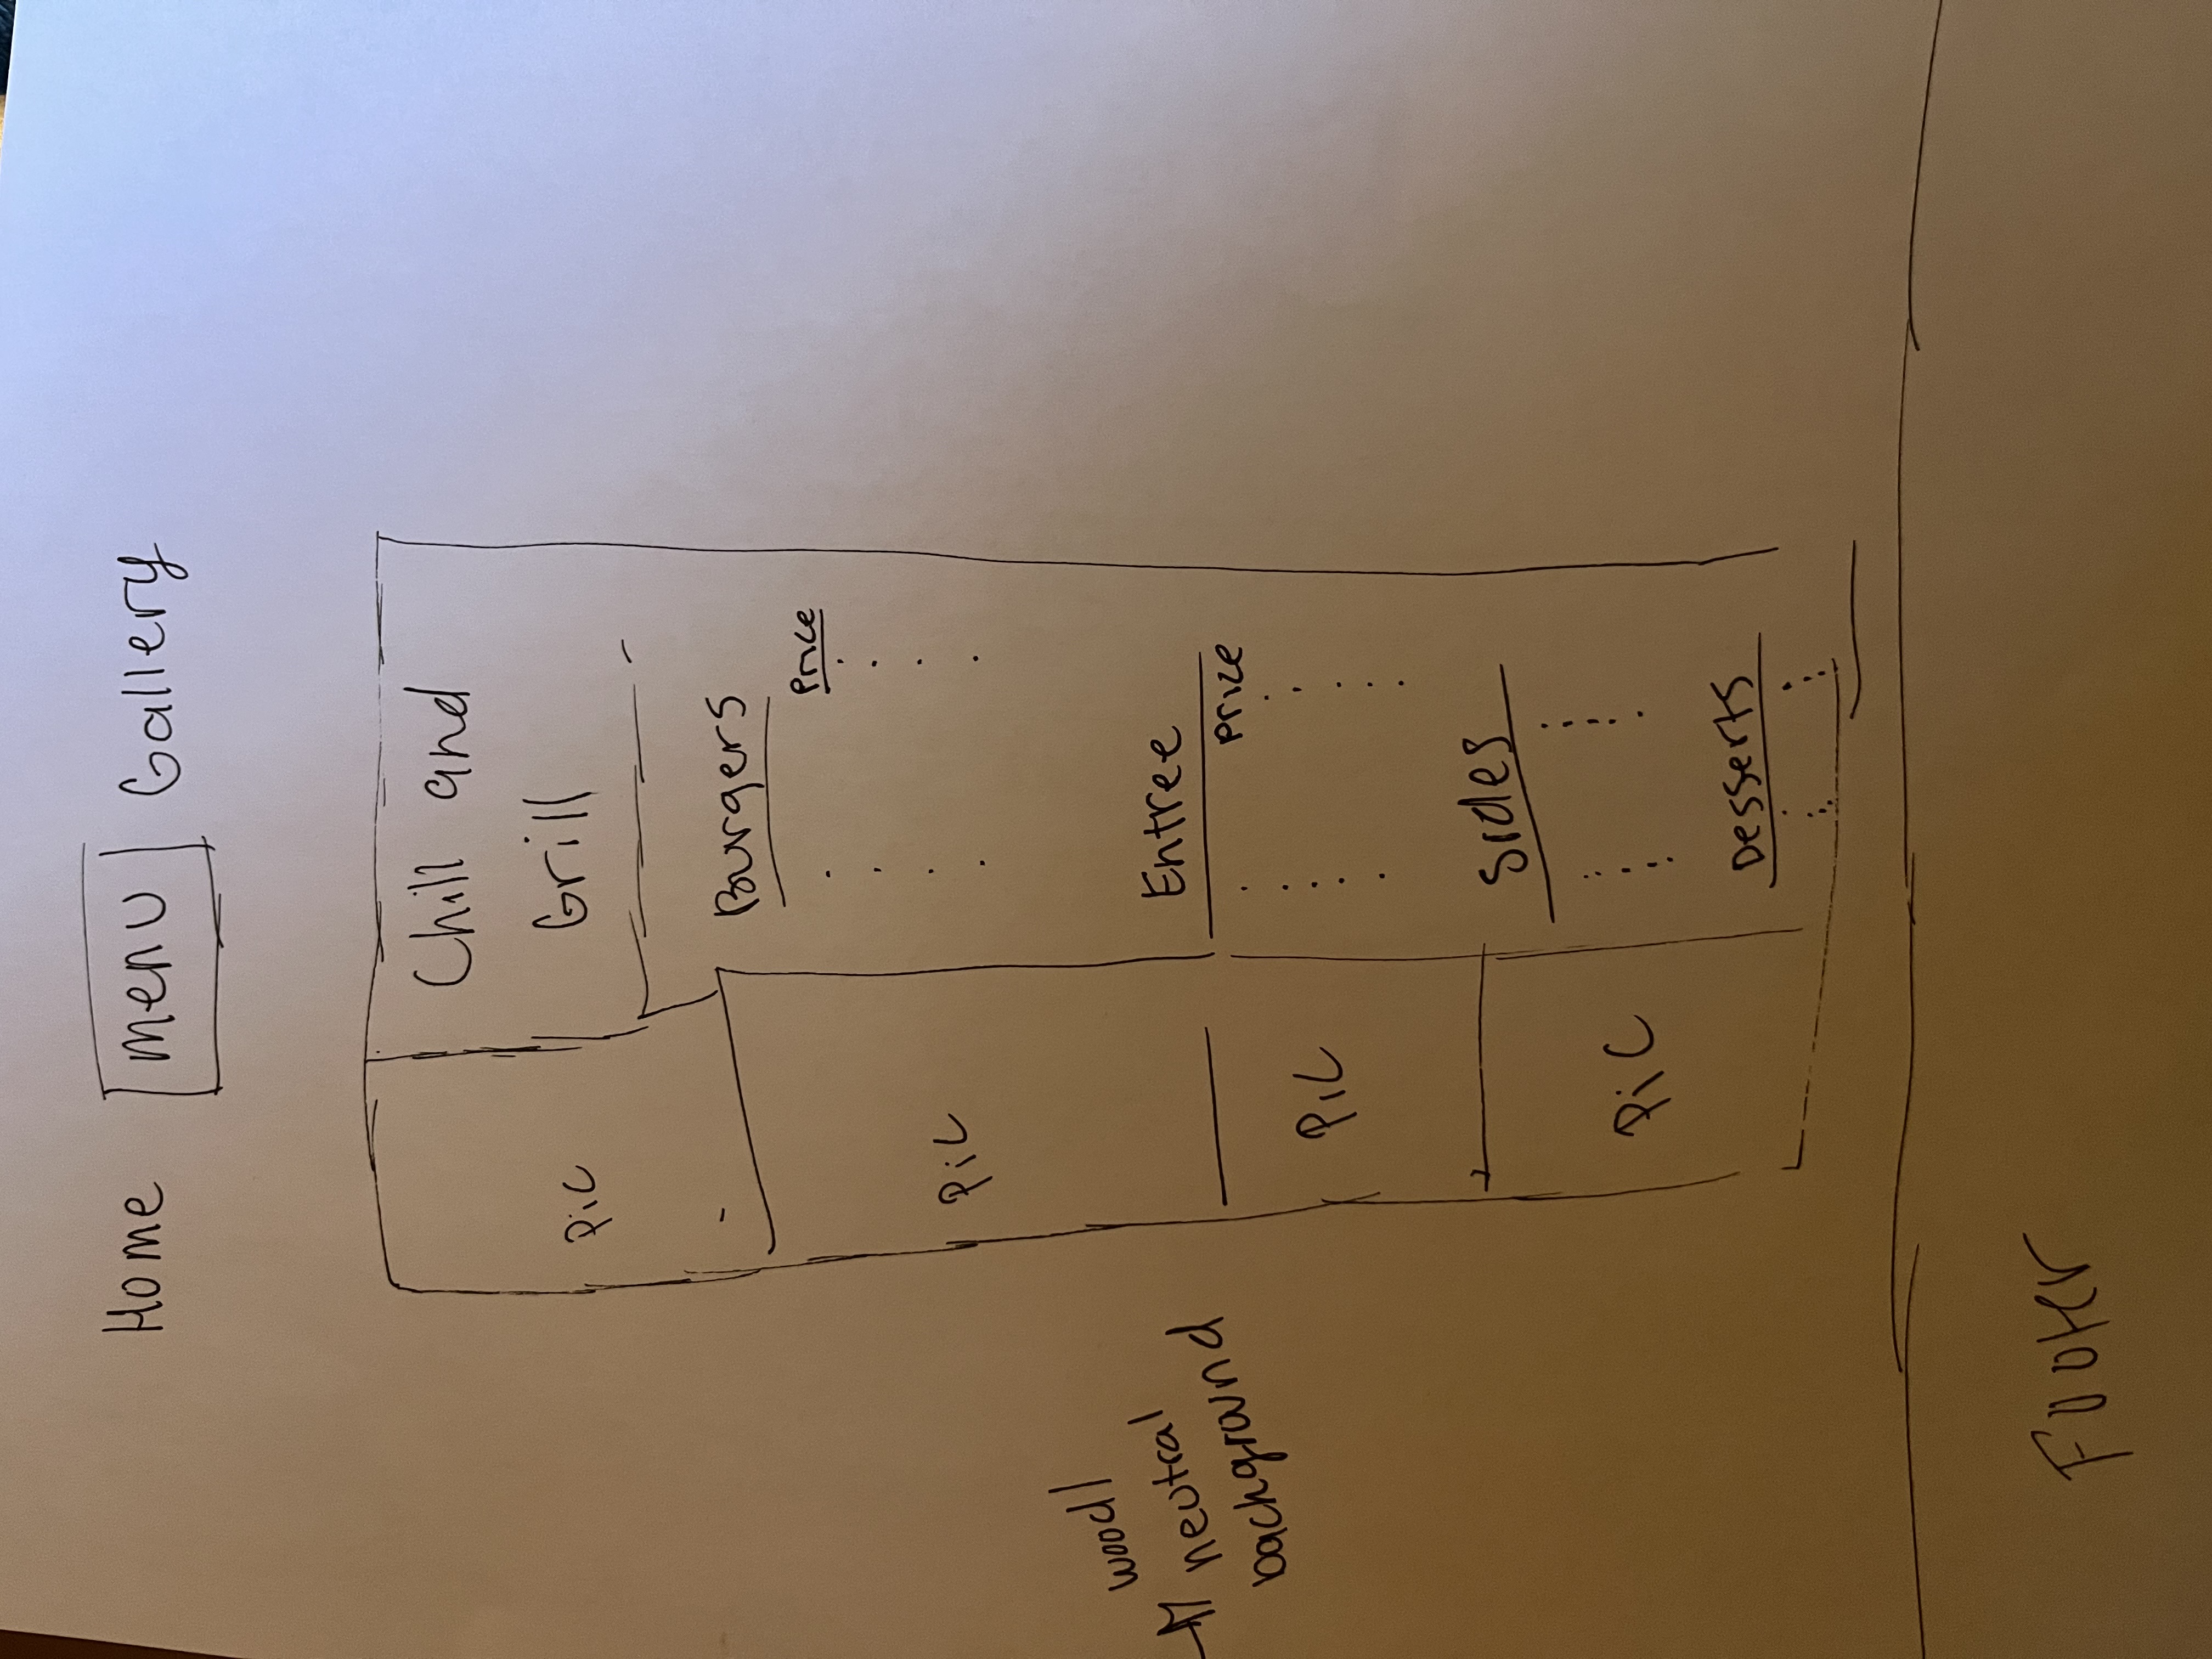 Home menu Gallery
Chill and
Grill
Pic
Burgers
Price
Pic
wood/
neutral
background
Entree
Price
Pic
Sides
Pic
Desserts
Footer